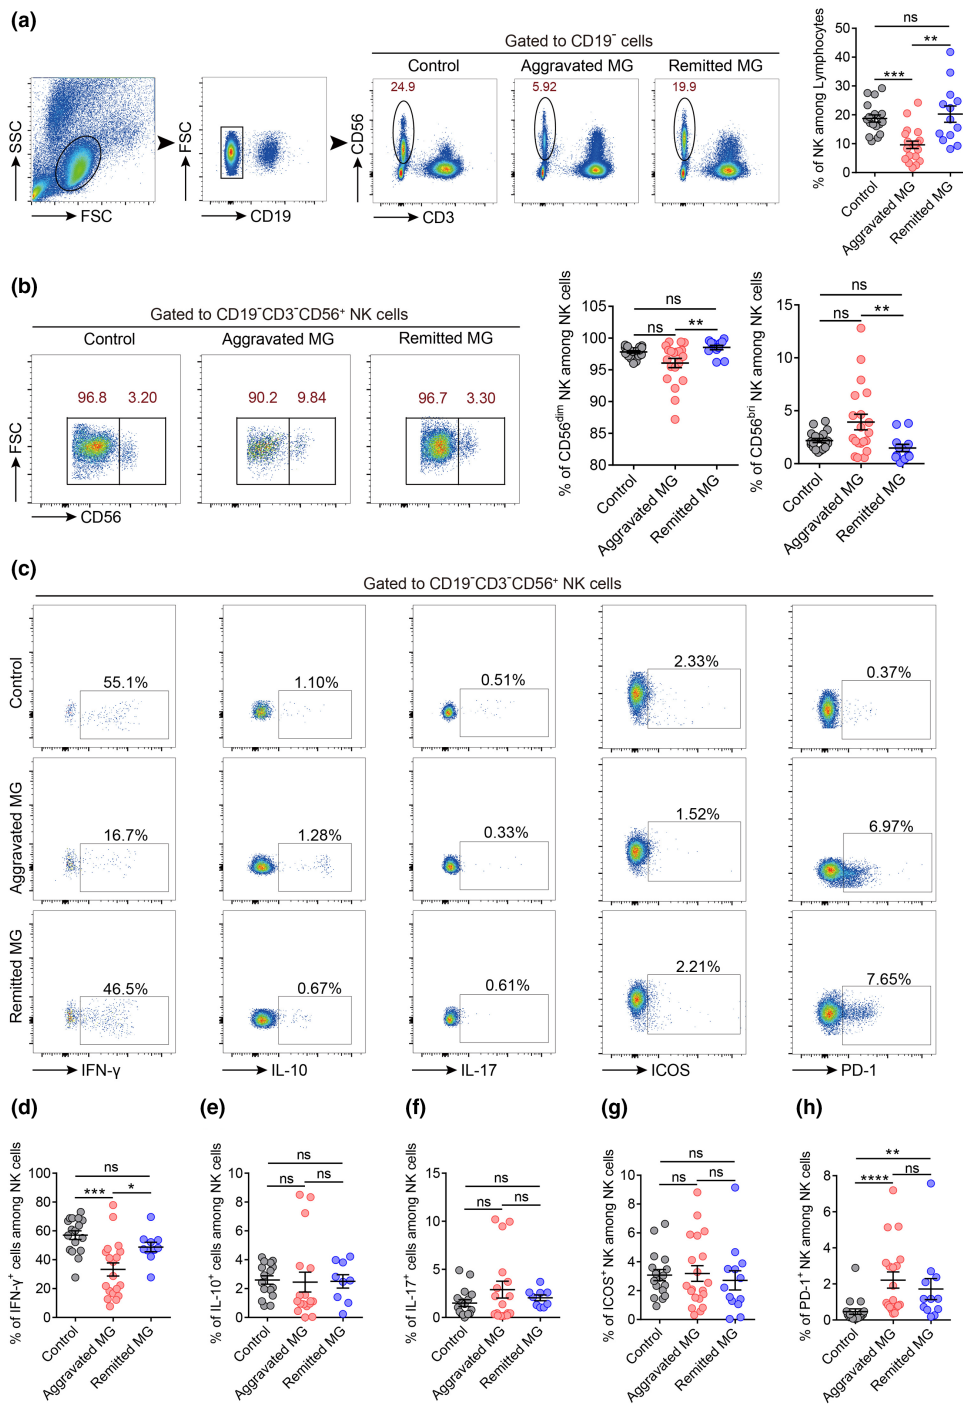 (a)
Gated to CD19⁻ cells
Control
Aggravated MG
Remitted MG
24.9
5.92
19.9
SSC
FSC
FSC
CD19
CD56
CD3
% of NK among Lymphocytes
50
40
30
20
10
0
ns
**
***
Control
Aggravated MG
Remitted MG
(b)
Gated to CD19⁻CD3⁻CD56⁺ NK cells
Control
Aggravated MG
Remitted MG
96.8 3.20
90.2 9.84
96.7 3.30
FSC
CD56
% of CD56ᵈⁱᵐ NK among NK cells
105
100
95
90
85
80
ns
ns
**
Control
Aggravated MG
Remitted MG
% of CD56ᵇʳⁱ NK among NK cells
15
10
5
0
ns
ns
**
Control
Aggravated MG
Remitted MG
(c)
Gated to CD19⁻CD3⁻CD56⁺ NK cells
Control
55.1%
1.10%
0.51%
2.33%
0.37%
Aggravated MG
16.7%
1.28%
0.33%
1.52%
6.97%
Remitted MG
46.5%
0.67%
0.61%
2.21%
7.65%
IFN-γ
IL-10
IL-17
ICOS
PD-1
(d)
% of IFN-γ⁺ cells among NK cells
100
80
60
40
20
0
ns
***
*
Control
Aggravated MG
Remitted MG
(e)
% of IL-10⁺ cells among NK cells
10
8
6
4
2
0
ns
ns
ns
Control
Aggravated MG
Remitted MG
(f)
% of IL-17⁺ cells among NK cells
15
10
5
0
ns
ns
ns
Control
Aggravated MG
Remitted MG
(g)
% of ICOS⁺ NK among NK cells
10
8
6
4
2
0
ns
ns
ns
Control
Aggravated MG
Remitted MG
(h)
% of PD-1⁺ NK among NK cells
8
6
4
2
0
**
****
ns
Control
Aggravated MG
Remitted MG